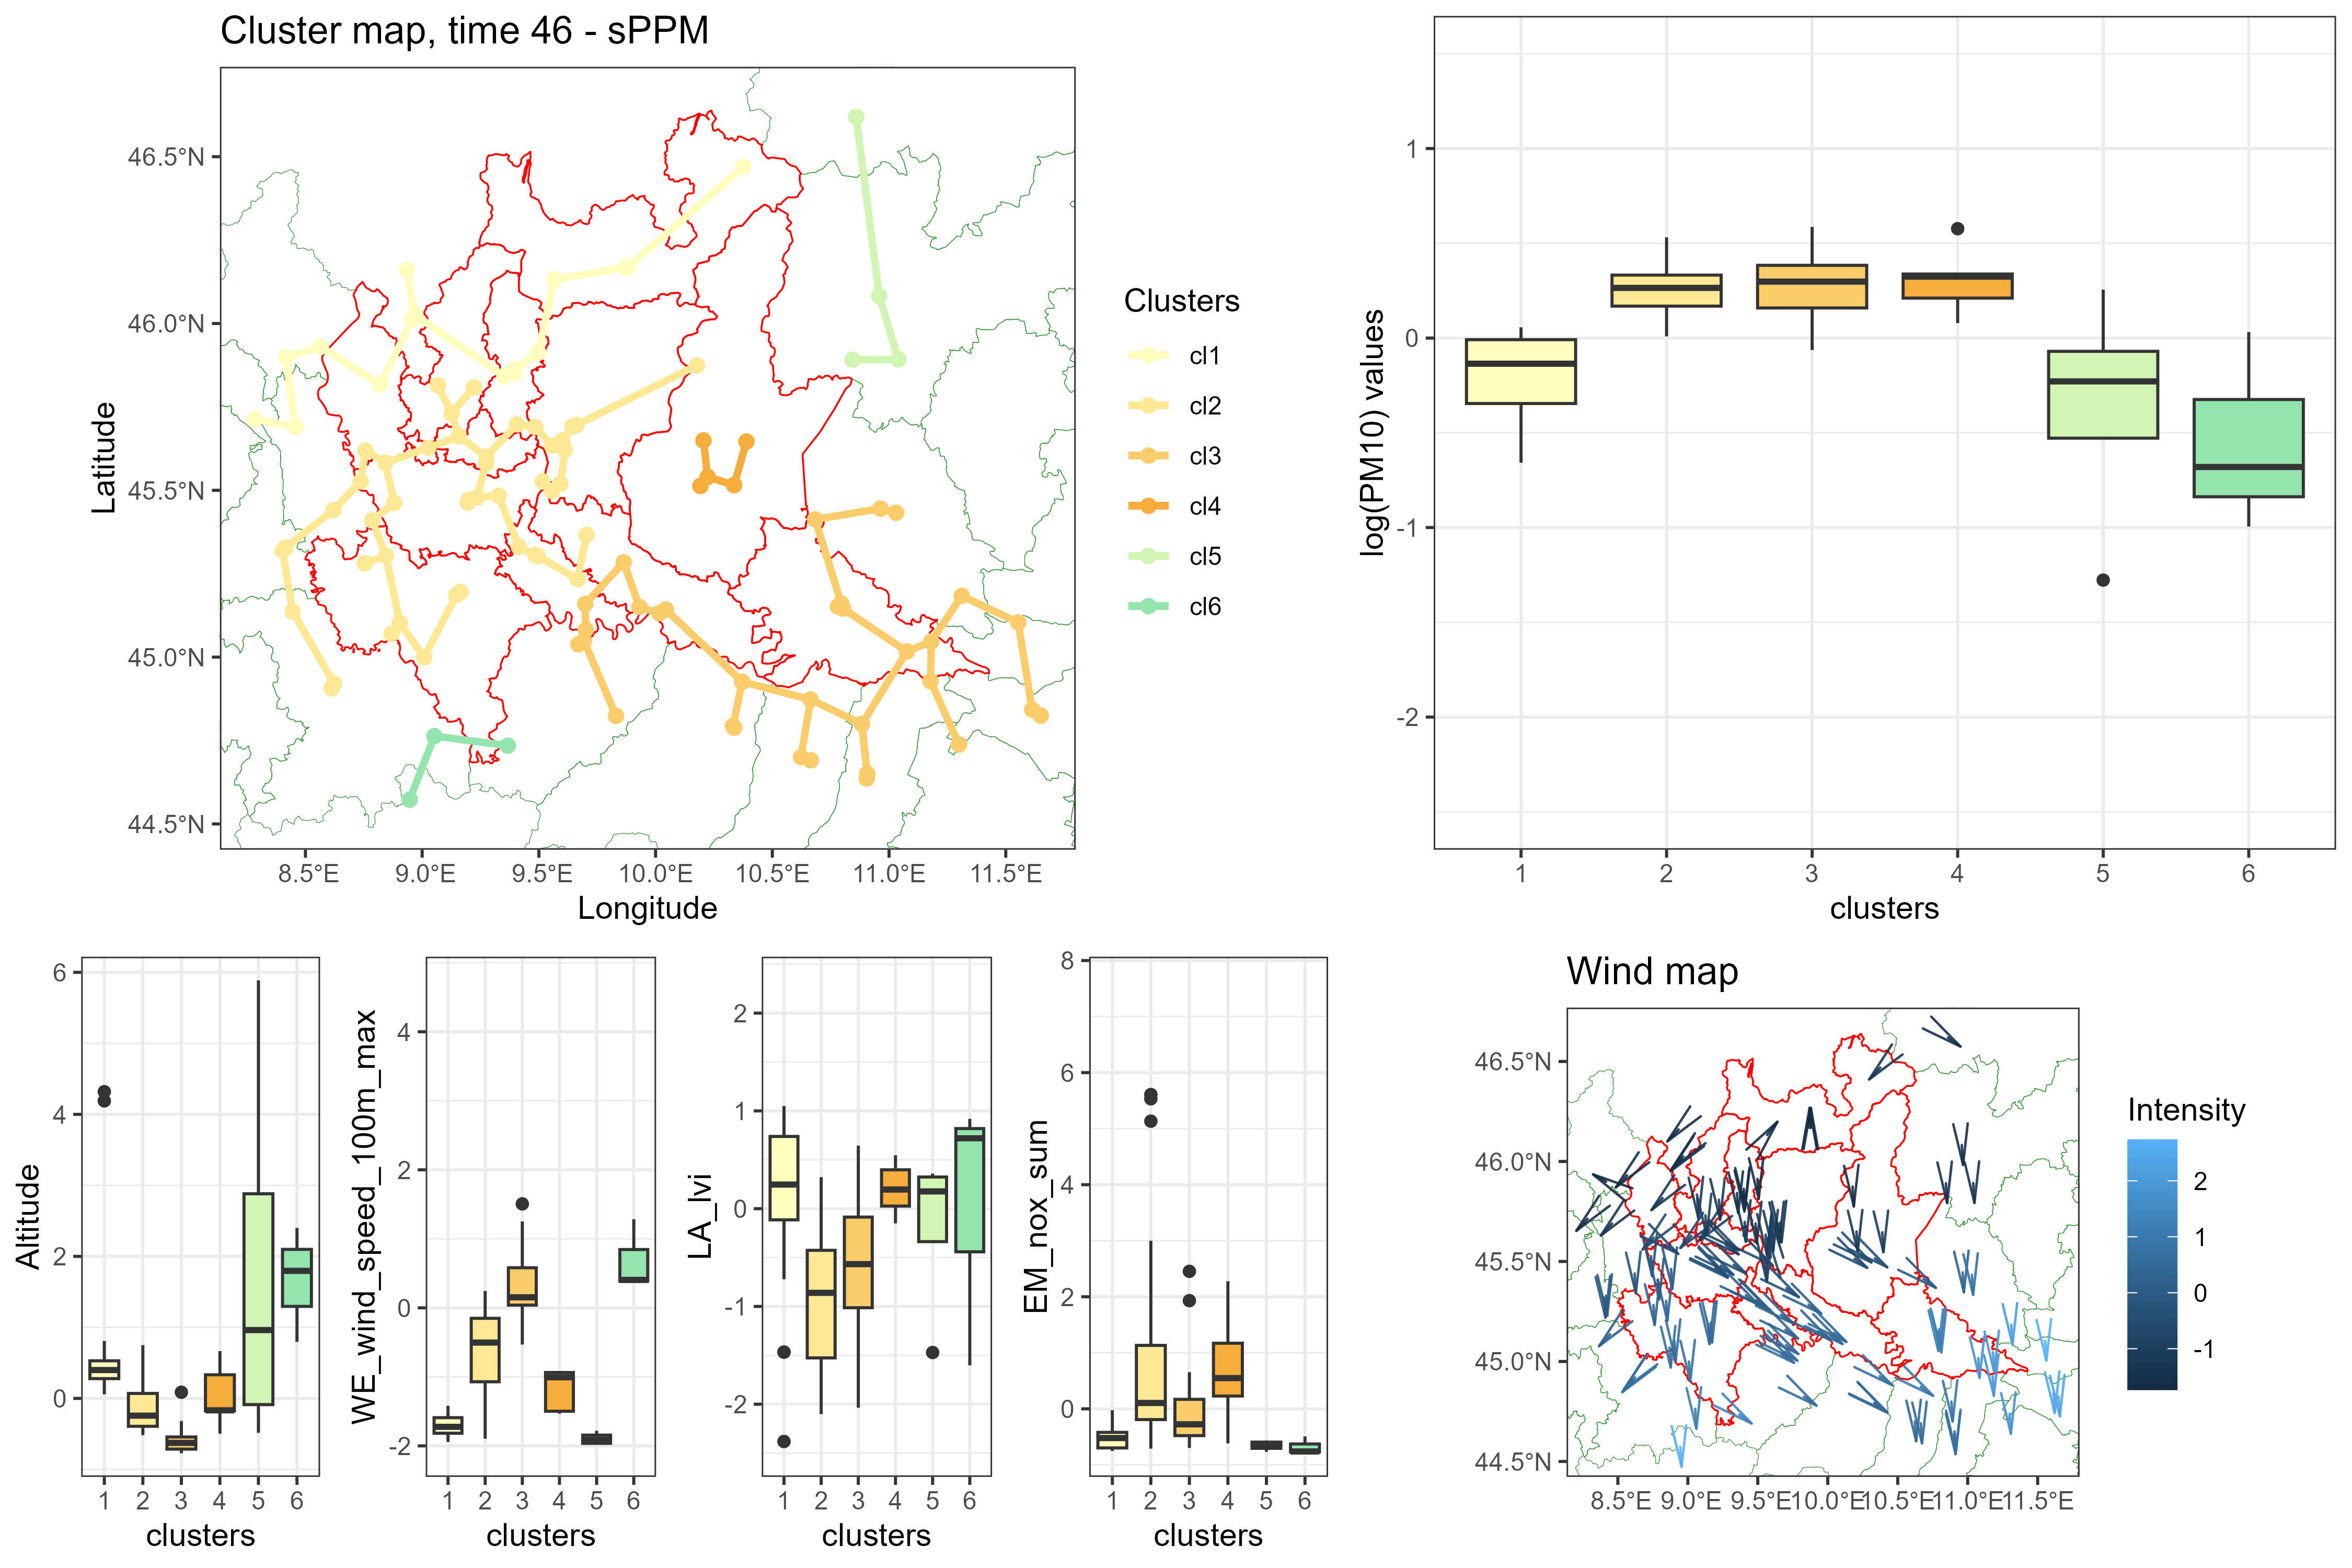 Cluster map, time 46 - sPPM
Latitude
46.5°N
46.0°N
45.5°N
45.0°N
44.5°N
8.5°E 9.0°E 9.5°E 10.0°E 10.5°E 11.0°E 11.5°E
Longitude
Clusters
cl1
cl2
cl3
cl4
cl5
cl6
log(PM10) values
1
0
-1
-2
1 2 3 4 5 6
clusters
Altitude
6
4
2
0
1 2 3 4 5 6
clusters
WE_wind_speed_100m_max
4
2
0
-2
1 2 3 4 5 6
clusters
LA_lvi
2
1
0
-1
-2
1 2 3 4 5 6
clusters
EM_nox_sum
8
6
4
2
0
1 2 3 4 5 6
clusters
Wind map
46.5°N
46.0°N
45.5°N
45.0°N
44.5°N
8.5°E 9.0°E 9.5°E 10.0°E 10.5°E 11.0°E 11.5°E
Intensity
2
1
0
-1